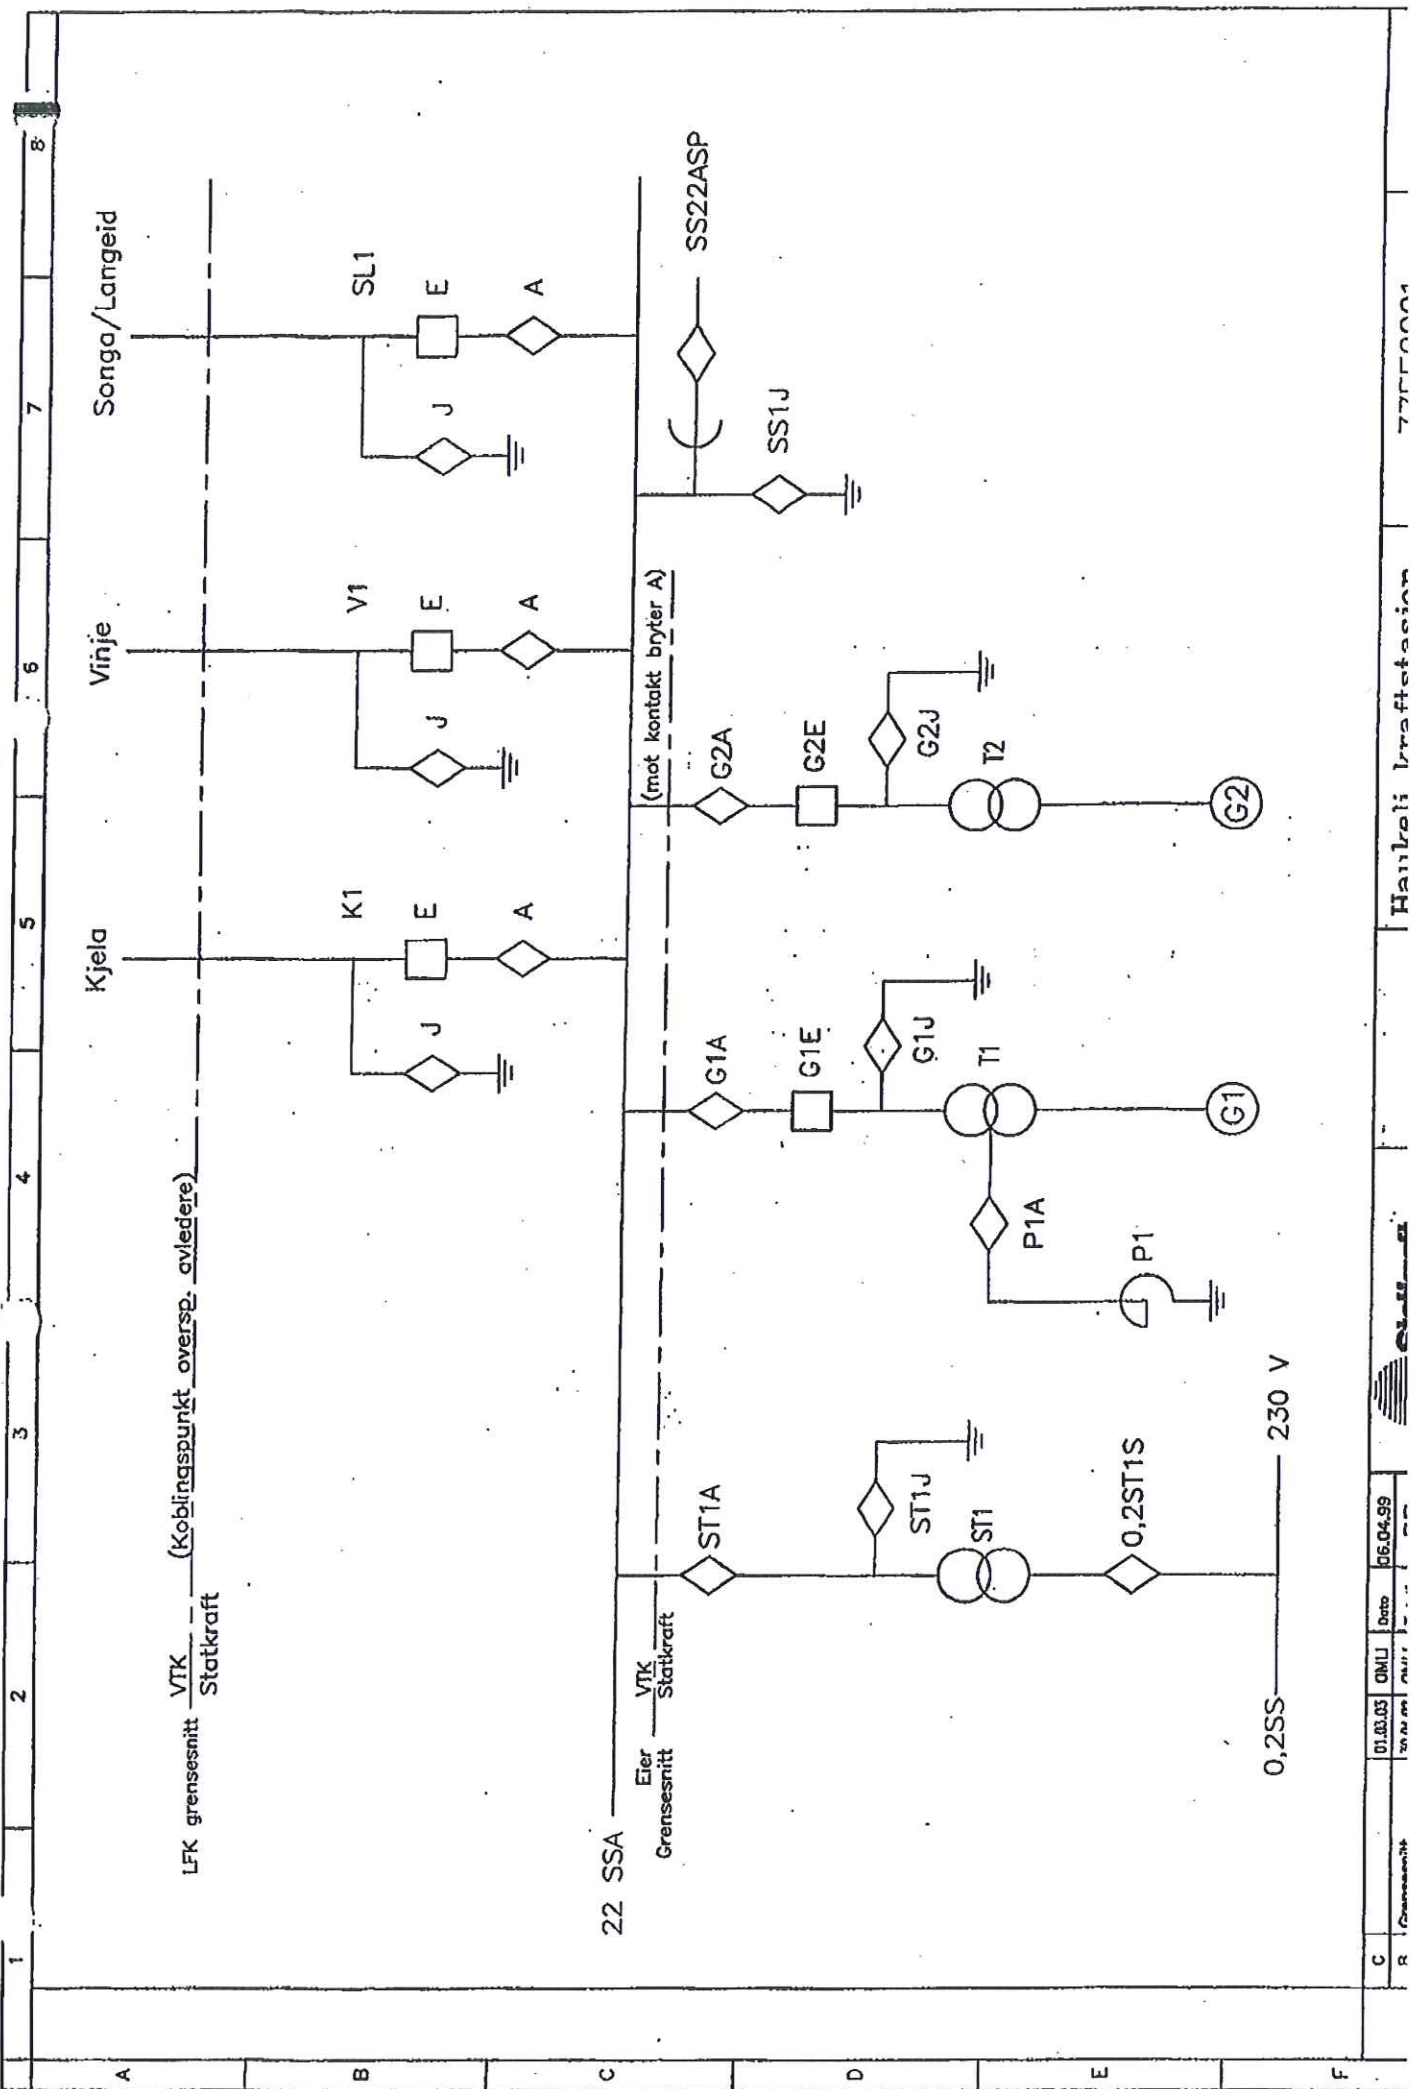 1 2 3 4 5 6 7 8
A
B
C
D
E
F
Kjela
Vinje
Songa/Langeid
LFK grensesnitt VTK (Koblingspunkt oversp. avledere)
Statkraft
K1
V1
SL1
J E
J E
J E
A
A
A
22 SSA
Eier VTK (mot kontakt bryter A)
Grensesnitt Statkraft
SS22ASP
SS1J
ST1A
G1A
G2A
G1E
G2E
ST1J
G1J
G2J
ST1
T1
T2
P1A
0,2ST1S
P1
G1
G2
0,2SS 230 V
C 01.03.03 OMLI Dato 06.04.99
B Grensesnitt
Haukeli kraftstasjon